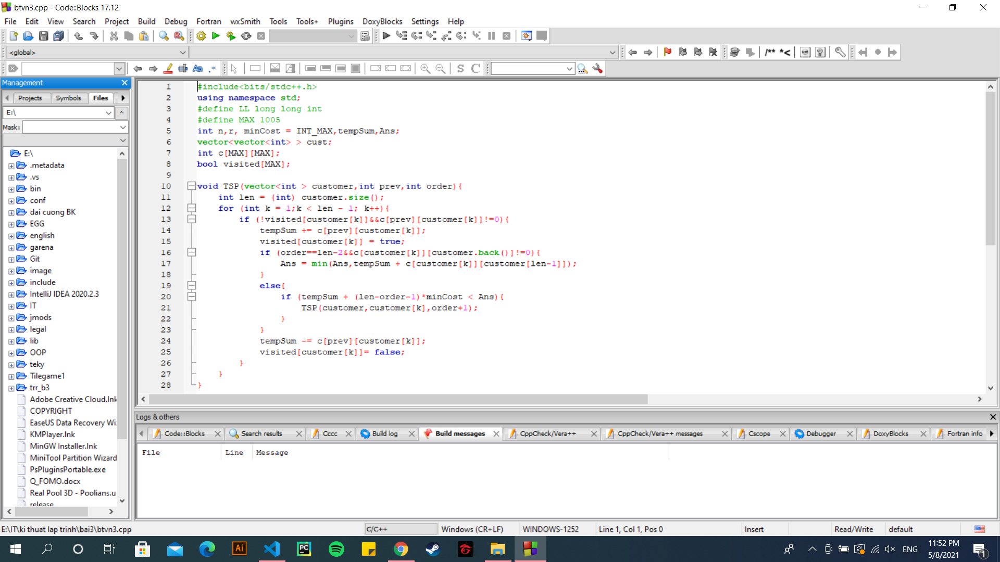 btvn3.cpp - Code::Blocks 17.12
File Edit View Search Project Build Debug Fortran wxSmith Tools Tools+ Plugins DoxyBlocks Settings Help
<global>
/** *<
Management
Projects Symbols Files
E:\
Mask:
E:\
.metadata
.vs
bin
conf
dai cuong BK
EGG
english
garena
Git
image
include
IntelliJ IDEA 2020.2.3
IT
jmods
legal
lib
OOP
teky
Tilegame1
trr_b3
Adobe Creative Cloud.lnk
COPYRIGHT
EaseUS Data Recovery Wi
KMPlayer.lnk
MinGW Installer.lnk
MiniTool Partition Wizard
PsPluginsPortable.exe
Q_FOMO.docx
Real Pool 3D - Poolians.u
release
1 #include<bits/stdc++.h>
2 using namespace std;
3 #define LL long long int
4 #define MAX 1005
5 int n,r, minCost = INT_MAX,tempSum,Ans;
6 vector<vector<int> > cust;
7 int c[MAX][MAX];
8 bool visited[MAX];
9
10 void TSP(vector<int > customer,int prev,int order){
11 int len = (int) customer.size();
12 for (int k = 1;k < len - 1; k++){
13 if (!visited[customer[k]]&&c[prev][customer[k]]!=0){
14 tempSum += c[prev][customer[k]];
15 visited[customer[k]] = true;
16 if (order==len-2&&c[customer[k]][customer.back()]!=0){
17 Ans = min(Ans,tempSum + c[customer[k]][customer[len-1]]);
18 }
19 else{
20 if (tempSum + (len-order-1)*minCost < Ans){
21 TSP(customer,customer[k],order+1);
22 }
23 }
24 tempSum -= c[prev][customer[k]];
25 visited[customer[k]]= false;
26 }
27 }
28 }
Logs & others
Code::Blocks Search results Cccc Build log Build messages CppCheck/Vera++ CppCheck/Vera++ messages Cscope Debugger DoxyBlocks Fortran info
File Line Message
E:\IT\ki thuat lap trinh\bai3\btvn3.cpp C/C++ Windows (CR+LF) WINDOWS-1252 Line 1, Col 1, Pos 0 Insert Read/Write default
Ai PC ENG 11:52 PM
5/8/2021 1